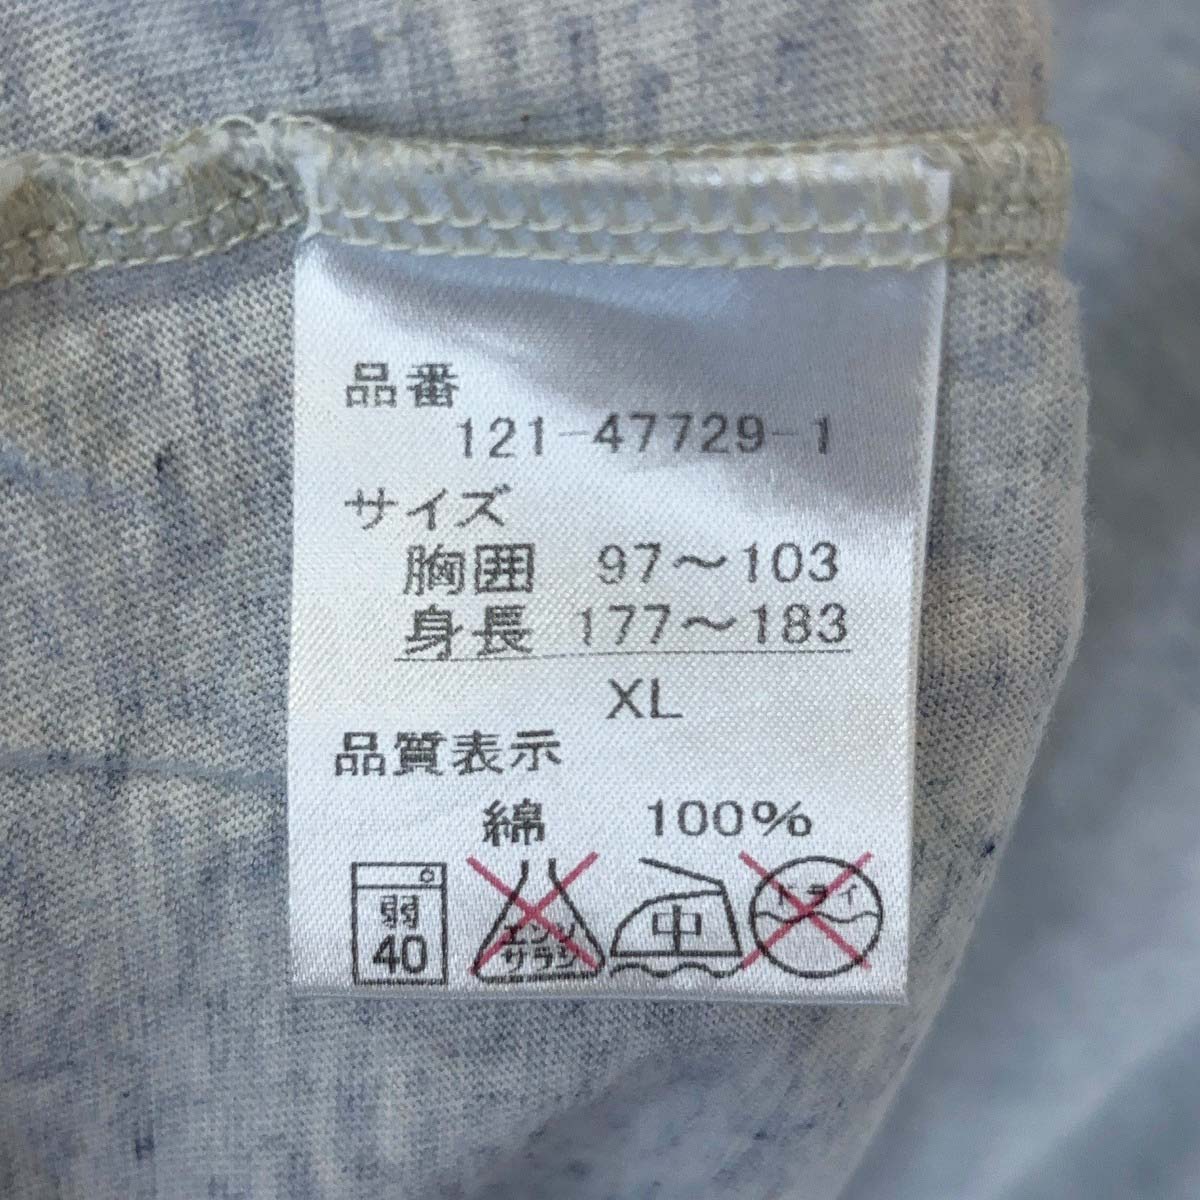 品番
121-47729-1
サイズ
胸囲 97～103
身長 177～183
XL
品質表示
綿 100%
弱
40
エンソ
サラシ
中
ドライ